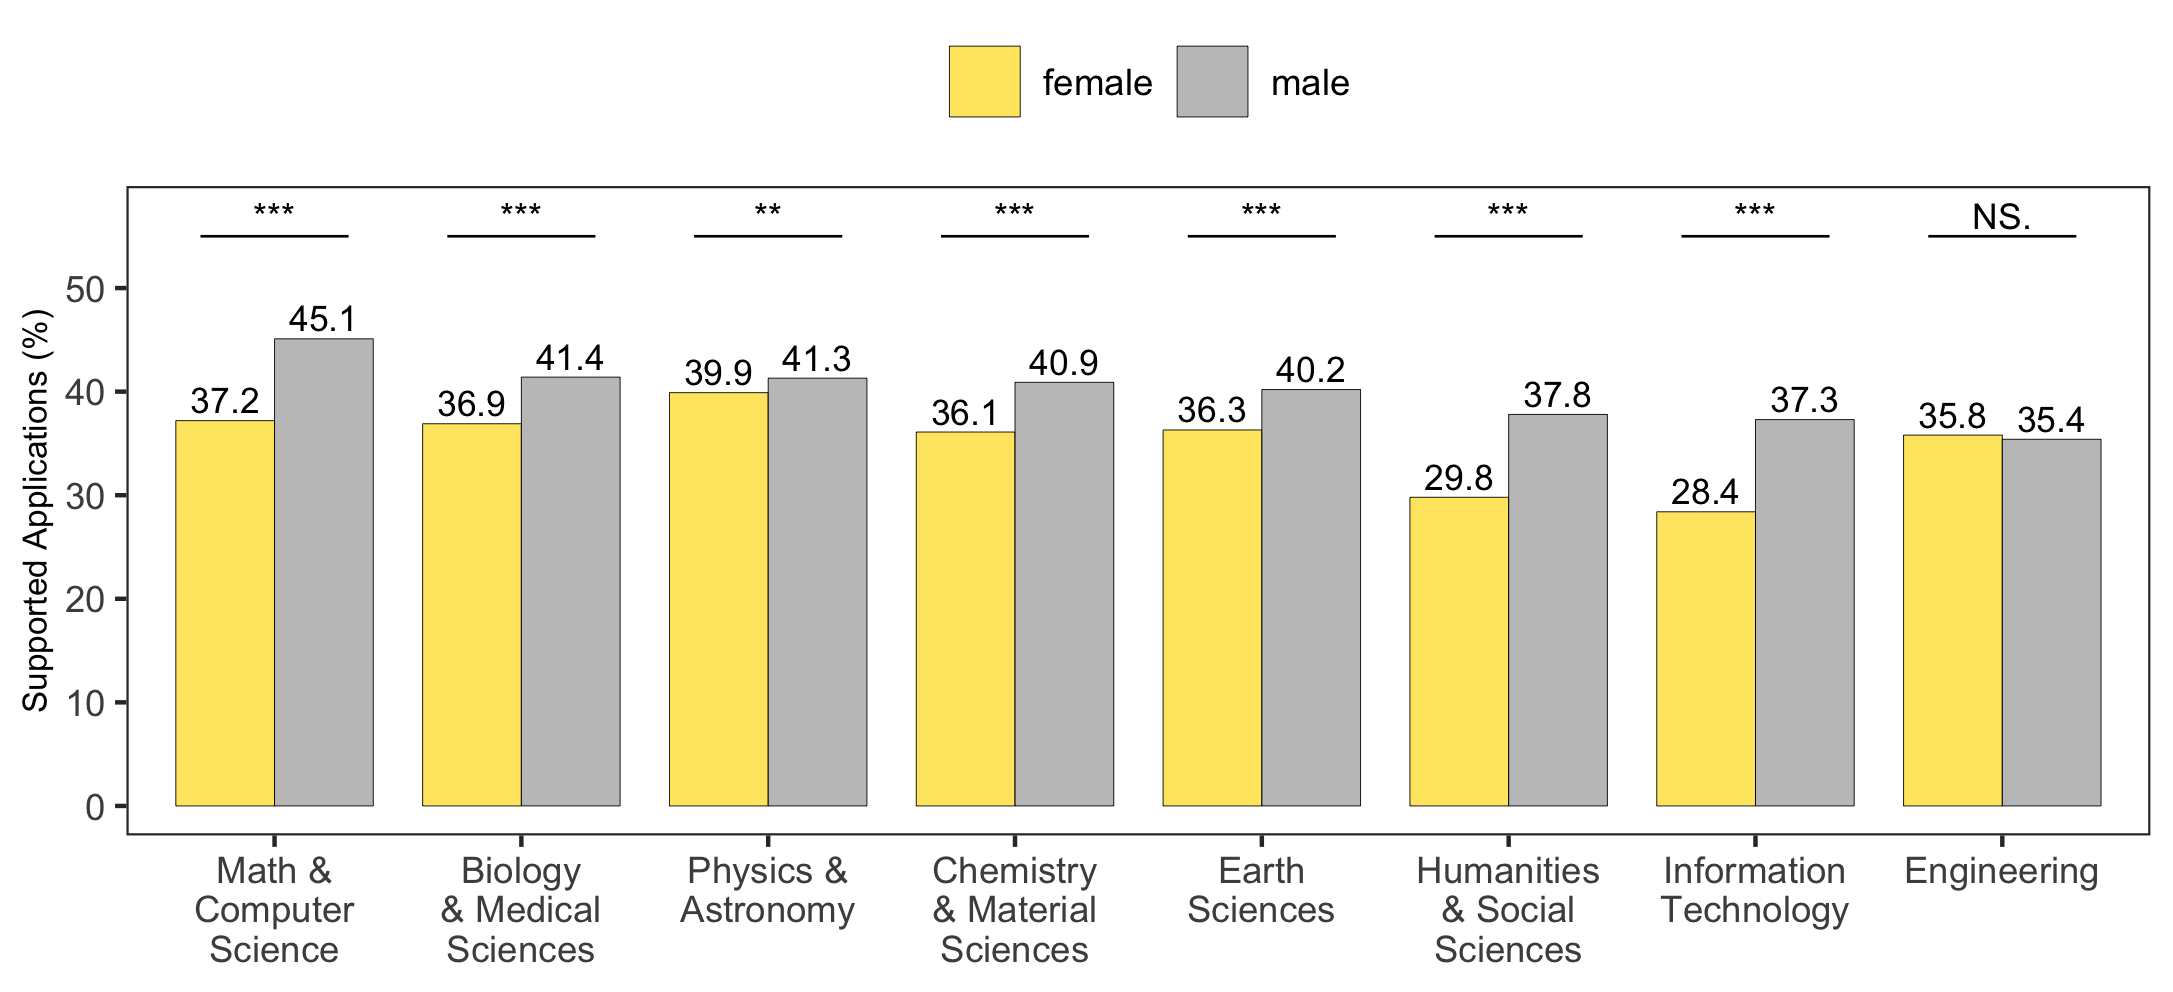 female male
*** *** ** *** *** *** *** NS.
Supported Applications (%)
50
40
30
20
10
0
37.2 45.1 36.9 41.4 39.9 41.3 36.1 40.9 36.3 40.2 29.8 37.8 28.4 37.3 35.8 35.4
Math &
Computer
Science
Biology
& Medical
Sciences
Physics &
Astronomy
Chemistry
& Material
Sciences
Earth
Sciences
Humanities
& Social
Sciences
Information
Technology
Engineering